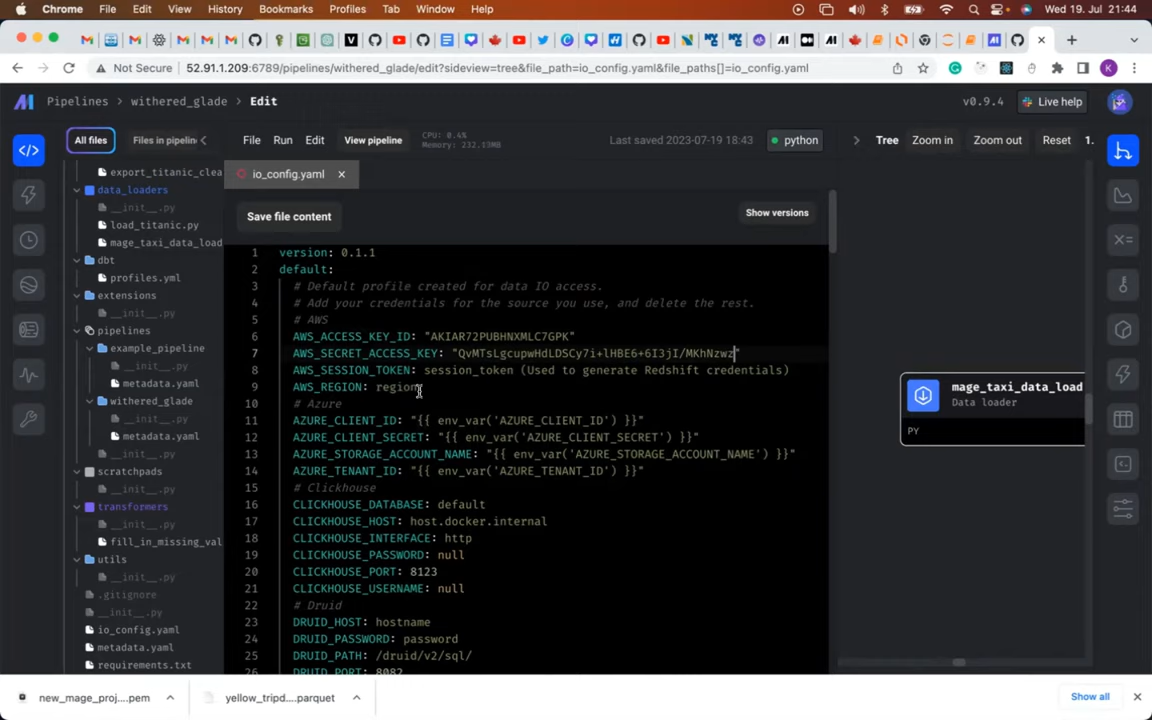 Chrome File Edit View History Bookmarks Profiles Tab Window Help Wed 19. Jul 21:44
Not Secure 52.91.1.209:6789/pipelines/withered_glade/edit?sideview=tree&file_path=io_config.yaml&file_paths[]=io_config.yaml
Pipelines > withered_glade > Edit v0.9.4 Live help
All files Files in pipelin File Run Edit View pipeline CPU: 0.4% Memory: 232.13MB Last saved 2023-07-19 18:43 python Tree Zoom in Zoom out Reset 1.
export_titanic_clea
data_loaders
__init__.py
load_titanic.py
mage_taxi_data_load
dbt
profiles.yml
extensions
pipelines
example_pipeline
__init__.py
metadata.yaml
withered_glade
__init__.py
metadata.yaml
scratchpads
__init__.py
transformers
__init__.py
fill_in_missing_val
utils
__init__.py
.gitignore
__init__.py
io_config.yaml
metadata.yaml
requirements.txt
io_config.yaml
Save file content Show versions
1 version: 0.1.1
2 default:
3 # Default profile created for data IO access.
4 # Add your credentials for the source you use, and delete the rest.
5 # AWS
6 AWS_ACCESS_KEY_ID: "AKIAR72PUBHNXMLC7GPK"
7 AWS_SECRET_ACCESS_KEY: "QvMTsLgcupwHdLDSCy7i+lHBE6+6I3jI/MKhNzwz"
8 AWS_SESSION_TOKEN: session_token (Used to generate Redshift credentials)
9 AWS_REGION: region
10 # Azure
11 AZURE_CLIENT_ID: "{{ env_var('AZURE_CLIENT_ID') }}"
12 AZURE_CLIENT_SECRET: "{{ env_var('AZURE_CLIENT_SECRET') }}"
13 AZURE_STORAGE_ACCOUNT_NAME: "{{ env_var('AZURE_STORAGE_ACCOUNT_NAME') }}"
14 AZURE_TENANT_ID: "{{ env_var('AZURE_TENANT_ID') }}"
15 # Clickhouse
16 CLICKHOUSE_DATABASE: default
17 CLICKHOUSE_HOST: host.docker.internal
18 CLICKHOUSE_INTERFACE: http
19 CLICKHOUSE_PASSWORD: null
20 CLICKHOUSE_PORT: 8123
21 CLICKHOUSE_USERNAME: null
22 # Druid
23 DRUID_HOST: hostname
24 DRUID_PASSWORD: password
25 DRUID_PATH: /druid/v2/sql/
26 DRUID_PORT: 8082
mage_taxi_data_load
Data loader
PY
new_mage_proj....pem yellow_tripd....parquet Show all